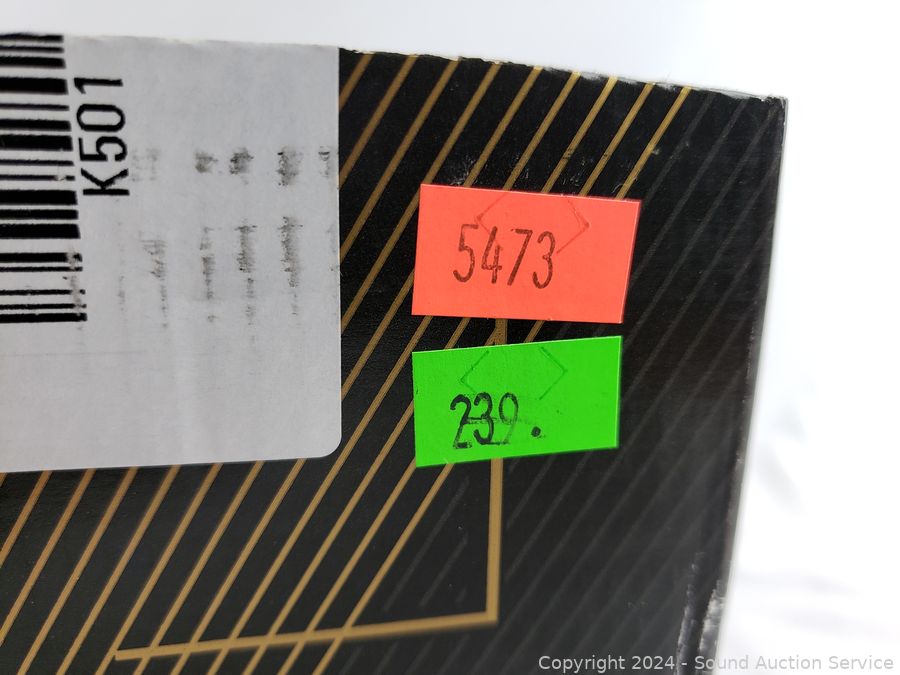 K501
5473
239.
Copyright 2024 - Sound Auction Service